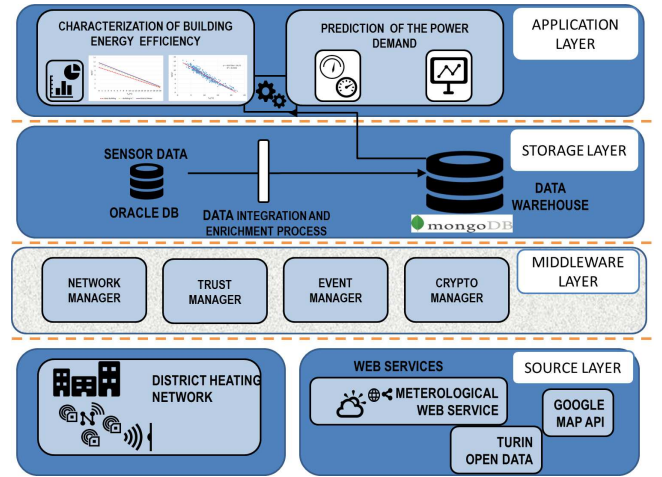 CHARACTERIZATION OF BUILDING
ENERGY EFFICIENCY
PREDICTION OF THE POWER
DEMAND
APPLICATION
LAYER
STORAGE LAYER
SENSOR DATA
ORACLE DB
DATA INTEGRATION AND
ENRICHMENT PROCESS
DATA
WAREHOUSE
mongoDB
MIDDLEWARE
LAYER
NETWORK
MANAGER
TRUST
MANAGER
EVENT
MANAGER
CRYPTO
MANAGER
SOURCE LAYER
DISTRICT HEATING
NETWORK
WEB SERVICES
METEROLOGICAL
WEB SERVICE
GOOGLE
MAP API
TURIN
OPEN DATA